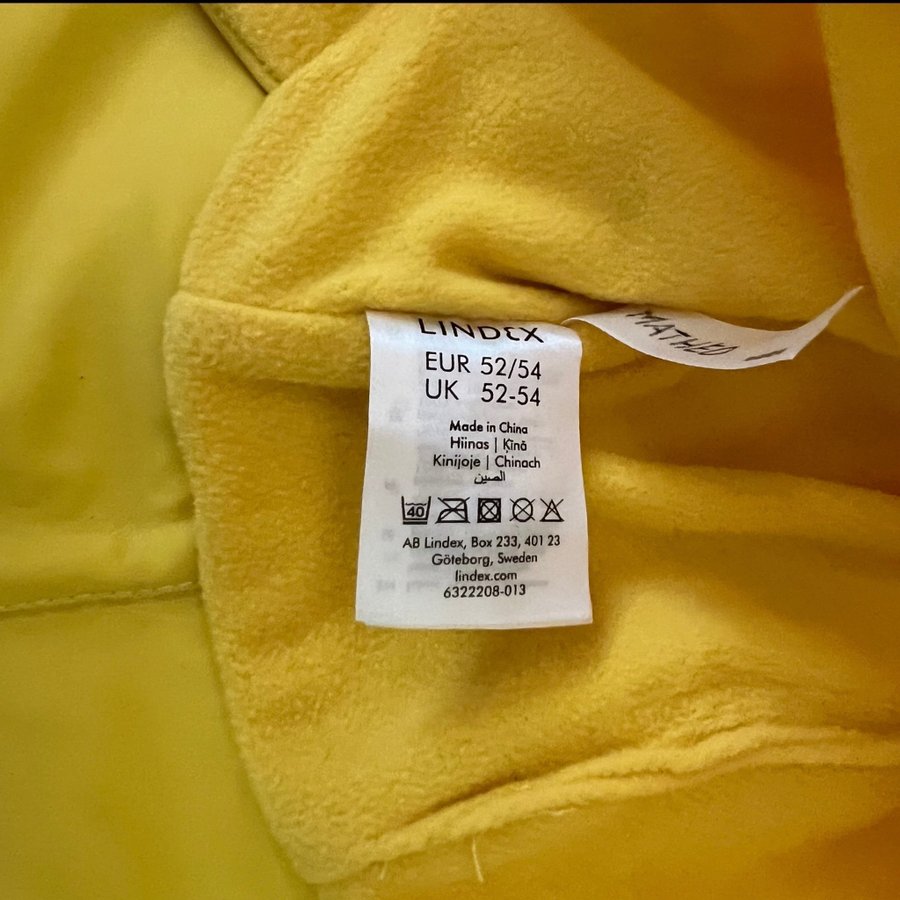 LINDEX
MATHEO
EUR 52/54
UK 52-54
Made in China
Hiinas | Ķīnā
Kinijoje | Chinach
الصين
40
AB Lindex, Box 233, 401 23
Göteborg, Sweden
lindex.com
6322208-013